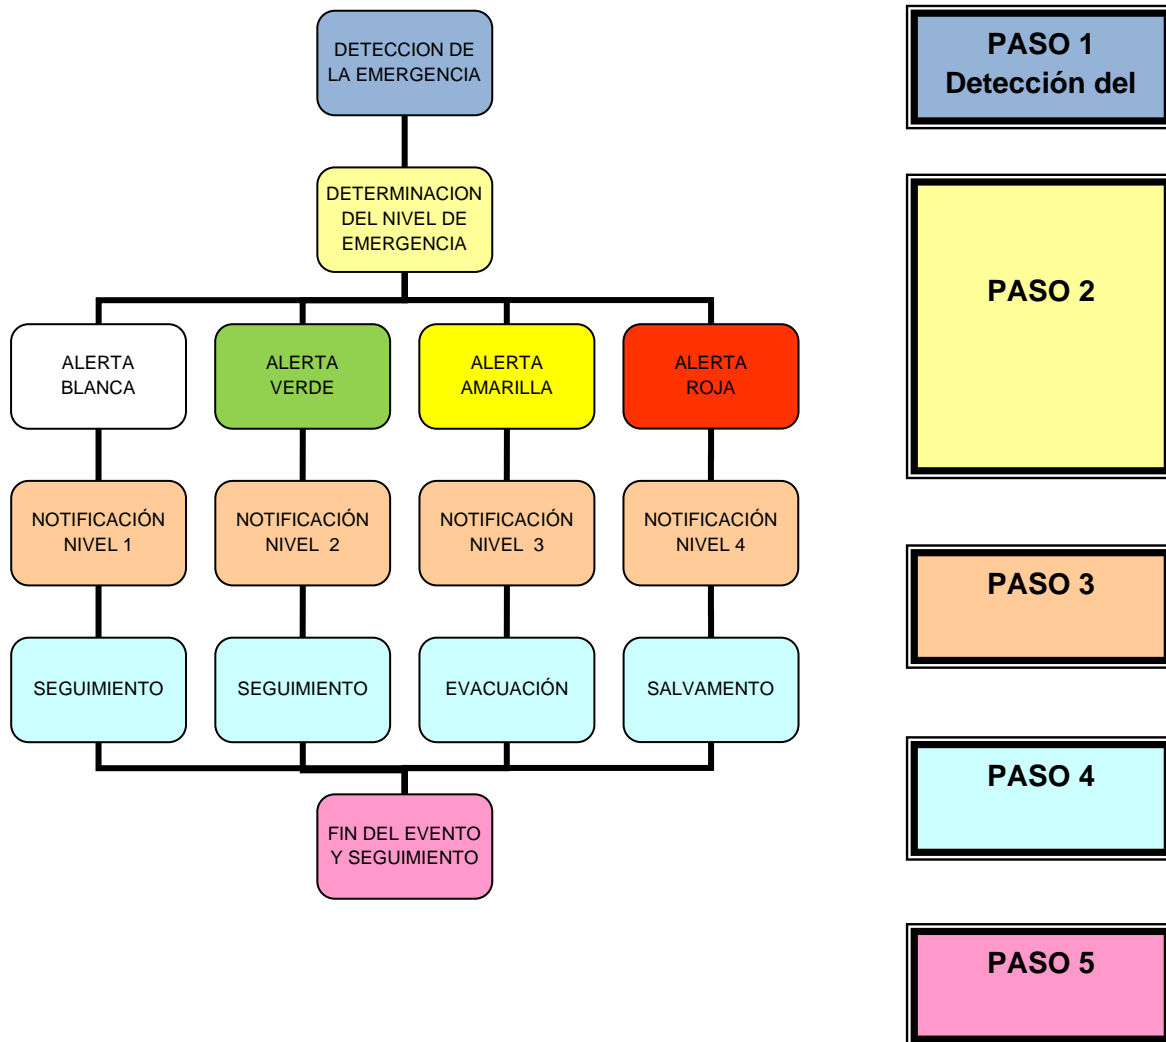 DETECCION DE
LA EMERGENCIA
PASO 1
Detección del
DETERMINACION
DEL NIVEL DE
EMERGENCIA
PASO 2
ALERTA
BLANCA
ALERTA
VERDE
ALERTA
AMARILLA
ALERTA
ROJA
NOTIFICACIÓN
NIVEL 1
NOTIFICACIÓN
NIVEL 2
NOTIFICACIÓN
NIVEL 3
NOTIFICACIÓN
NIVEL 4
PASO 3
SEGUIMIENTO
SEGUIMIENTO
EVACUACIÓN
SALVAMENTO
PASO 4
FIN DEL EVENTO
Y SEGUIMIENTO
PASO 5